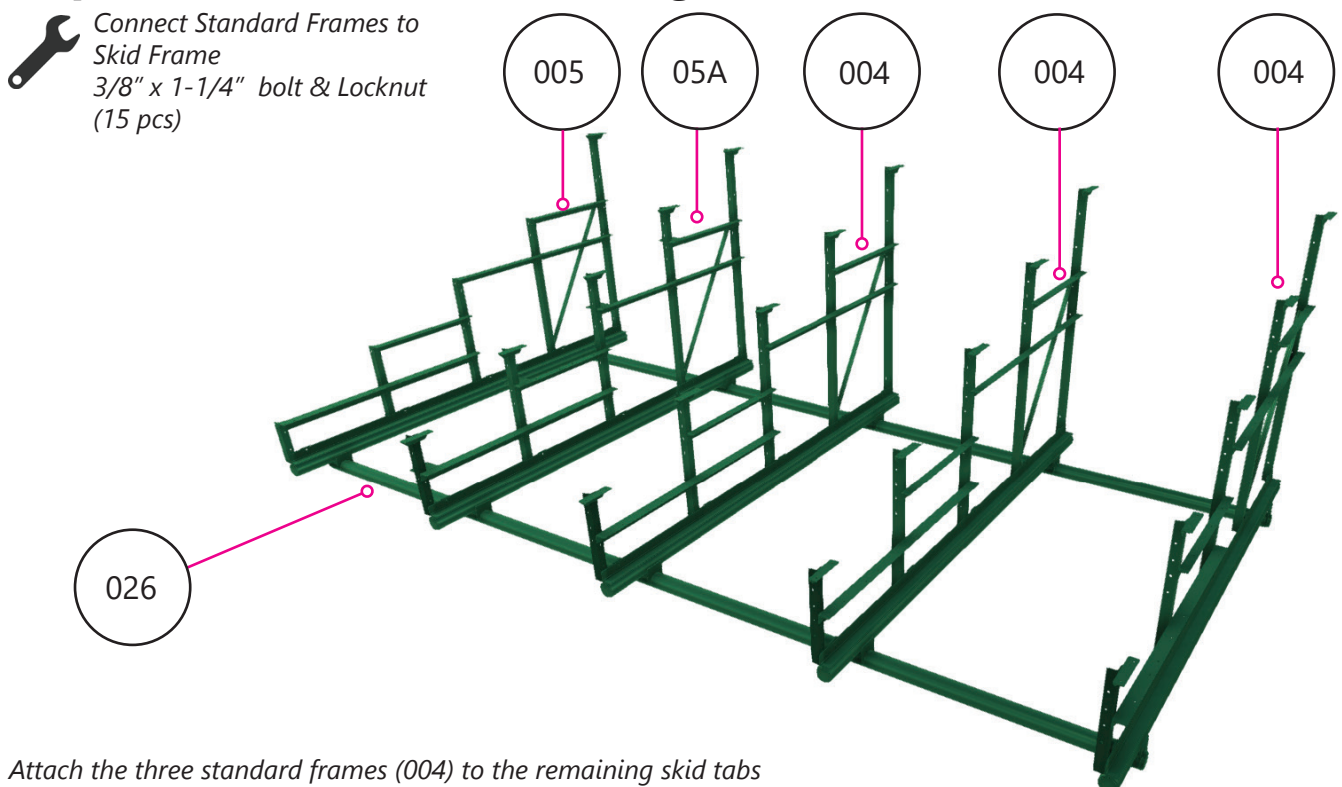 Connect Standard Frames to
Skid Frame
3/8" x 1-1/4"  bolt & Locknut
(15 pcs)
005
05A
004
004
004
026
Attach the three standard frames (004) to the remaining skid tabs